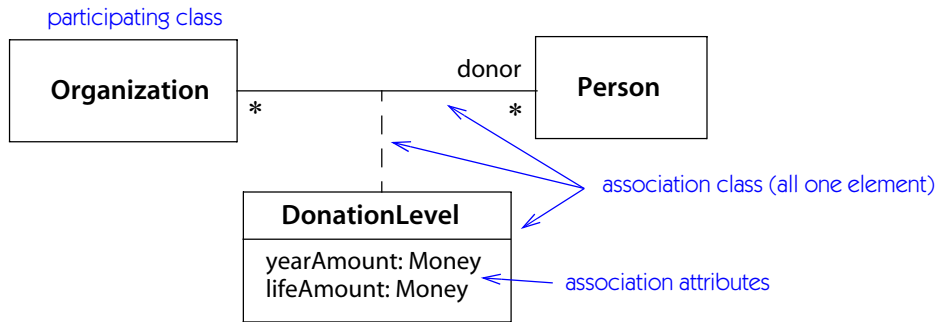 participating class
Organization
donor
Person
*
*
association class (all one element)
DonationLevel
yearAmount: Money
lifeAmount: Money
association attributes